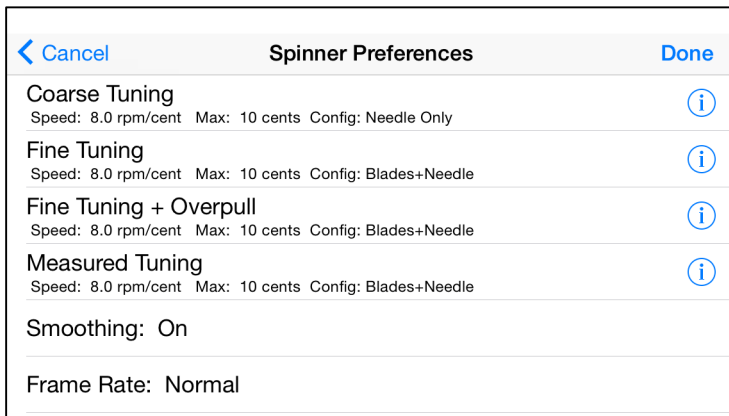 Cancel Spinner Preferences Done
Coarse Tuning
Speed: 8.0 rpm/cent Max: 10 cents Config: Needle Only
Fine Tuning
Speed: 8.0 rpm/cent Max: 10 cents Config: Blades+Needle
Fine Tuning + Overpull
Speed: 8.0 rpm/cent Max: 10 cents Config: Blades+Needle
Measured Tuning
Speed: 8.0 rpm/cent Max: 10 cents Config: Blades+Needle
Smoothing: On
Frame Rate: Normal